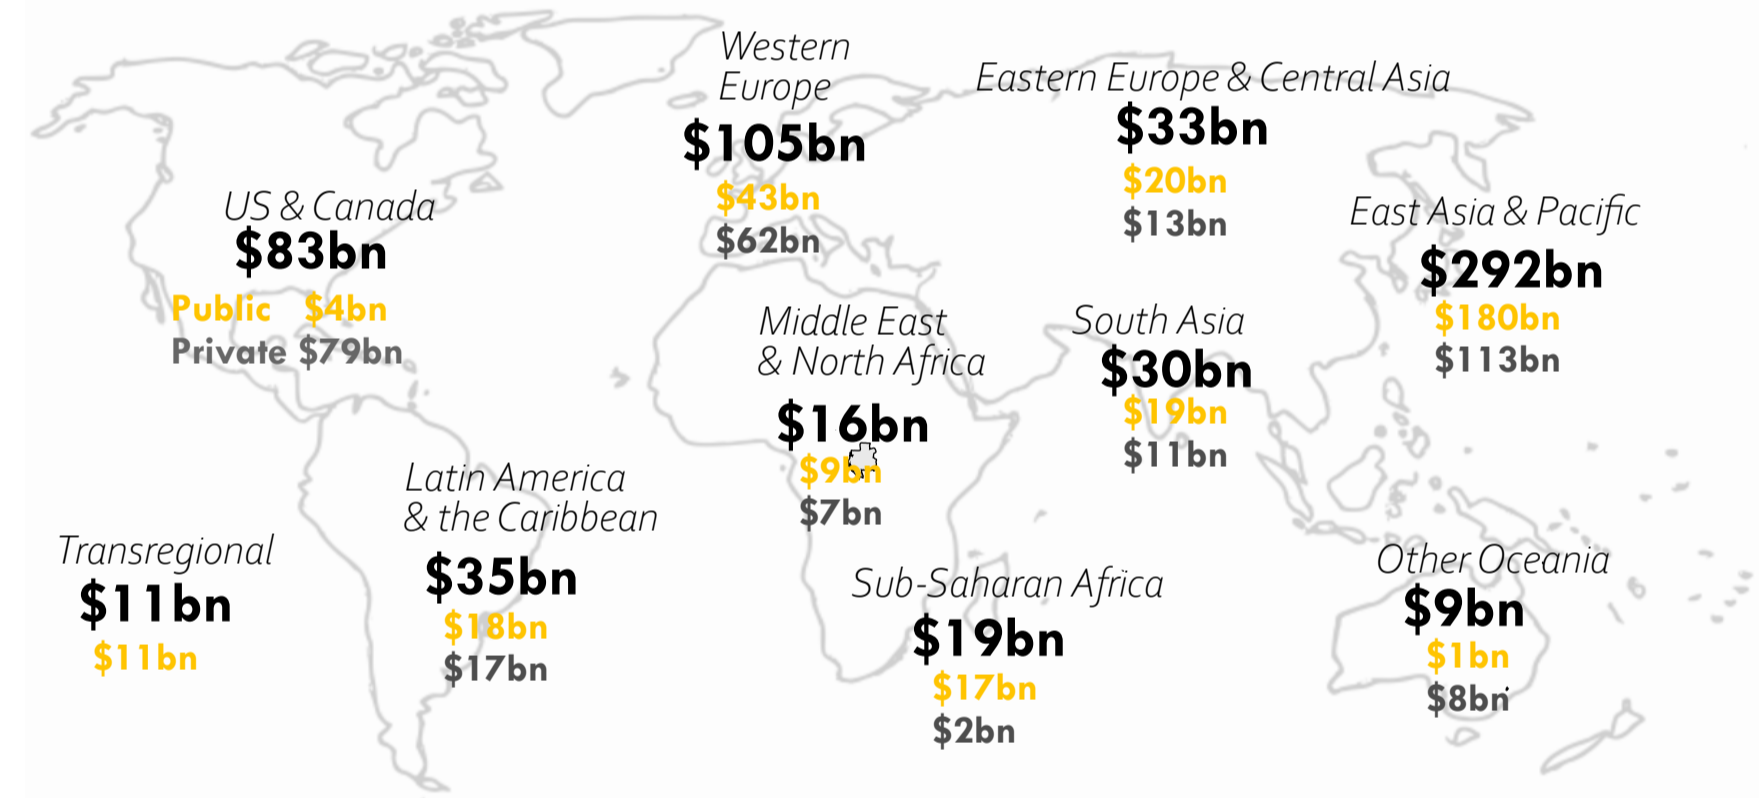 Western
Europe
$105bn
$43bn
$62bn
Eastern Europe & Central Asia
$33bn
$20bn
$13bn
US & Canada
$83bn
Public $4bn
Private $79bn
East Asia & Pacific
$292bn
$180bn
$113bn
Middle East
& North Africa
$16bn
$9bn
$7bn
South Asia
$30bn
$19bn
$11bn
Latin America
& the Caribbean
$35bn
$18bn
$17bn
Transregional
$11bn
$11bn
Sub-Saharan Africa
$19bn
$17bn
$2bn
Other Oceania
$9bn
$1bn
$8bn